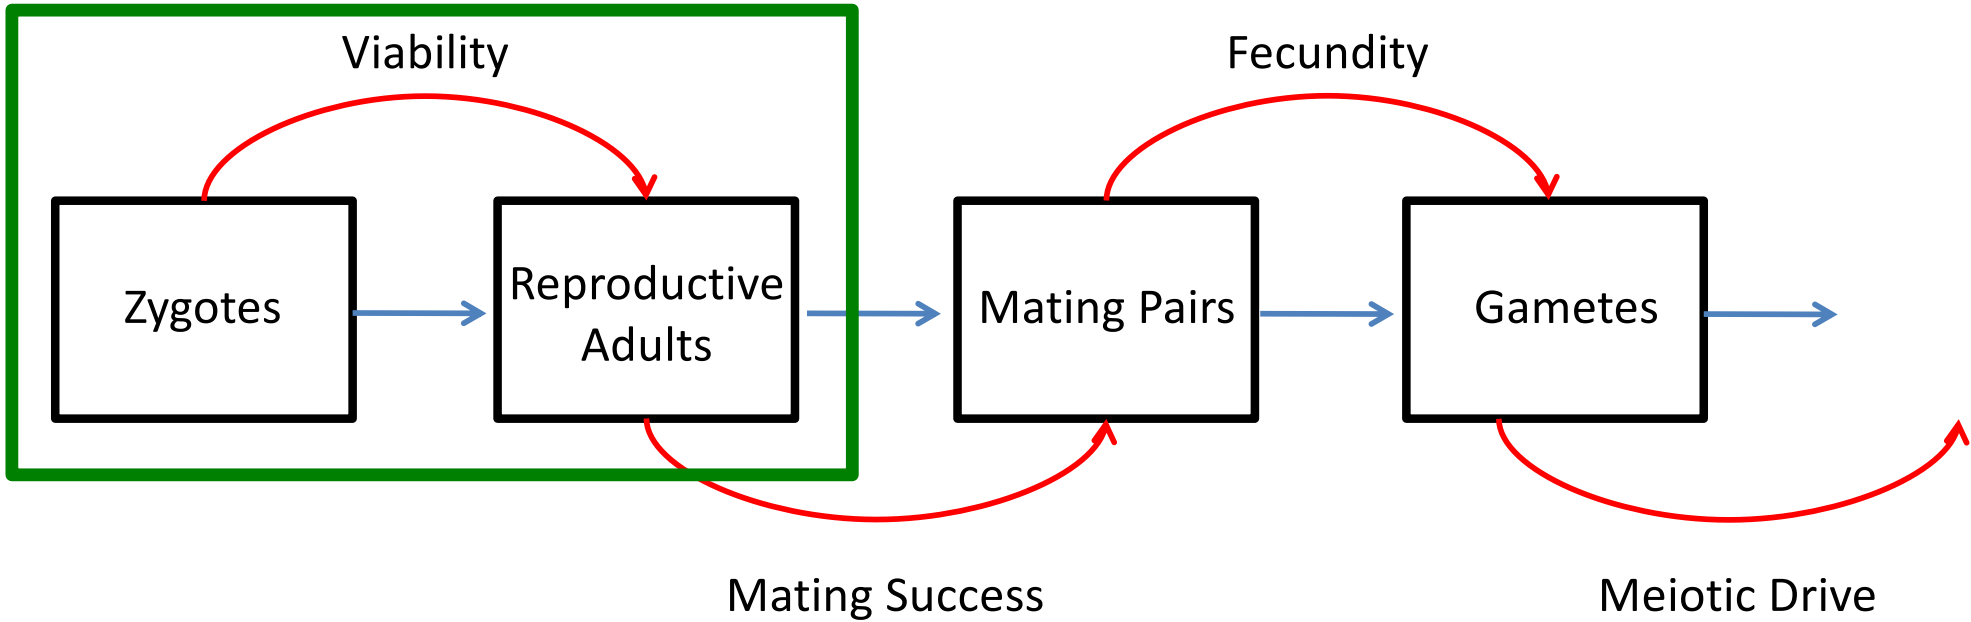 Viability
Fecundity
Zygotes
Reproductive
Adults
Mating Pairs
Gametes
Mating Success
Meiotic Drive